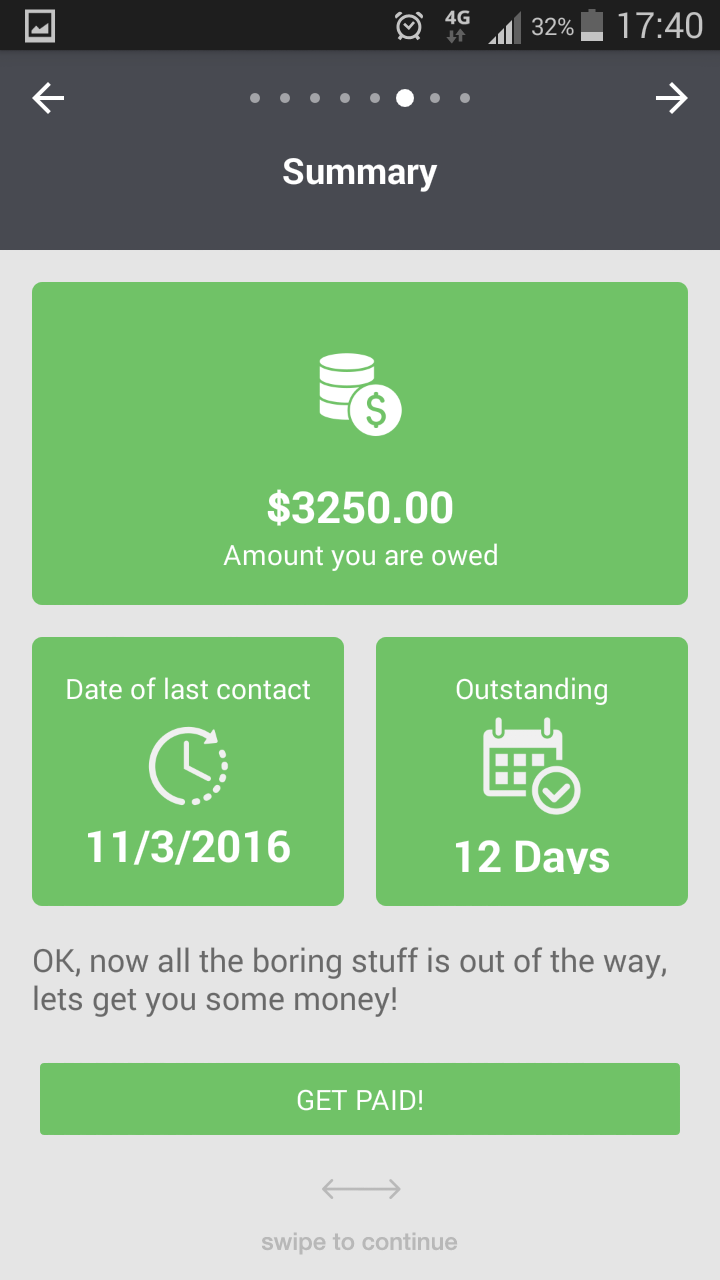 4G 32% 17:40
Summary
$
$3250.00
Amount you are owed
Date of last contact
Outstanding
11/3/2016
12 Days
OK, now all the boring stuff is out of the way,
lets get you some money!
GET PAID!
swipe to continue